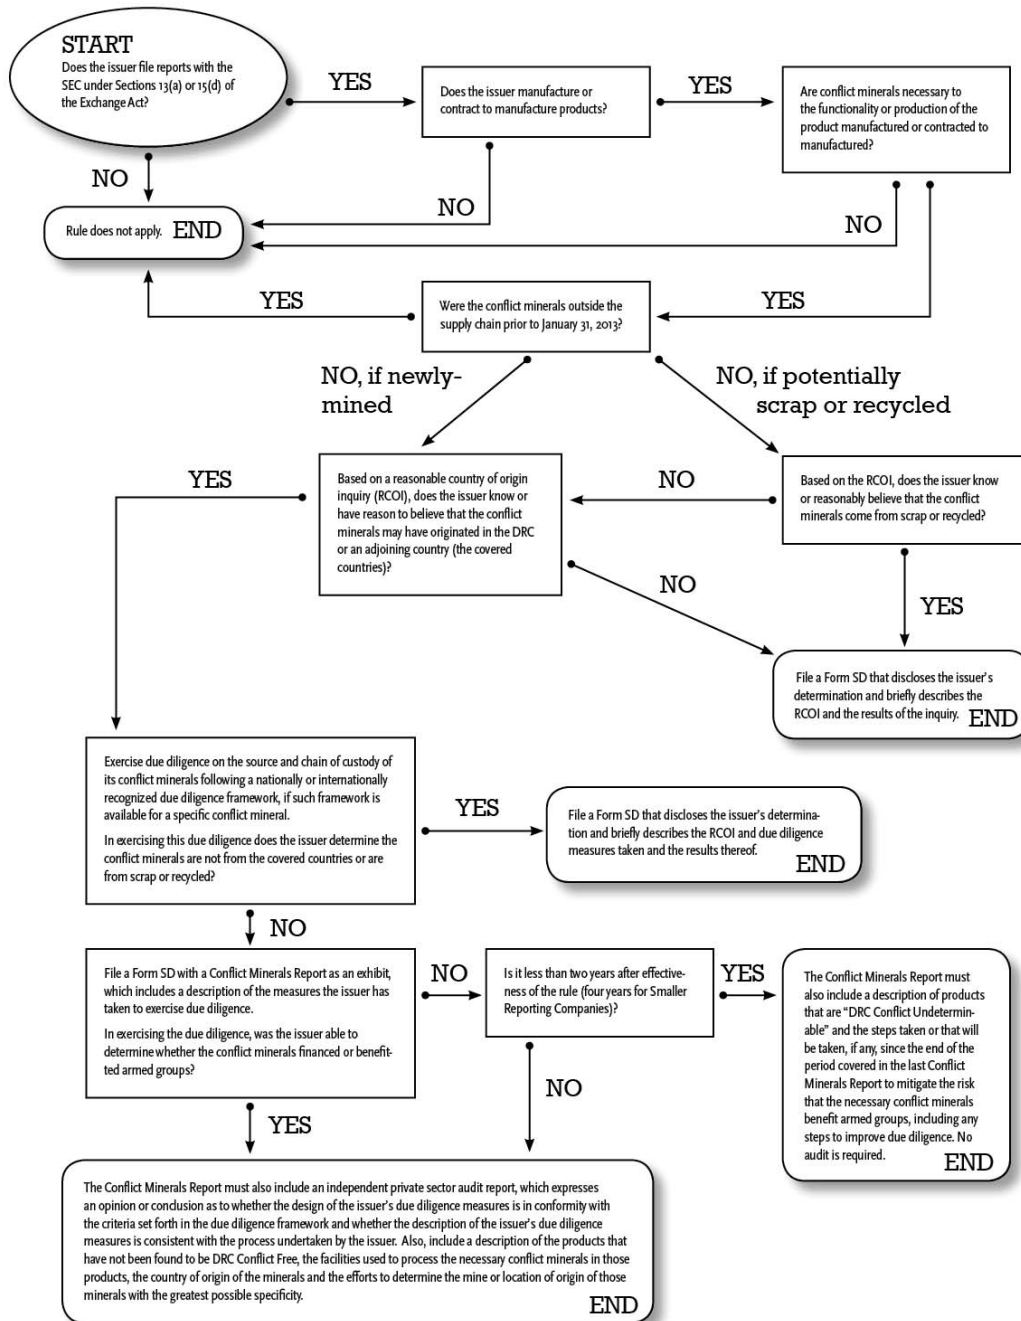 START
Does the issuer file reports with the
SEC under Sections 13(a) or 15(d) of
the Exchange Act?
YES
Does the issuer manufacture or
contract to manufacture products?
YES
Are conflict minerals necessary to
the functionality or production of the
product manufactured or contracted to
manufactured?
NO
NO
NO
Rule does not apply. END
YES
Were the conflict minerals outside the
supply chain prior to January 31, 2013?
YES
NO, if newly-
mined
NO, if potentially
scrap or recycled
YES
Based on a reasonable country of origin
inquiry (RCOI), does the issuer know or
have reason to believe that the conflict
minerals may have originated in the DRC
or an adjoining country (the covered
countries)?
NO
Based on the RCOI, does the issuer know
or reasonably believe that the conflict
minerals come from scrap or recycled?
NO
YES
File a Form SD that discloses the issuer's
determination and briefly describes the
RCOI and the results of the inquiry. END
Exercise due diligence on the source and chain of custody of
its conflict minerals following a nationally or internationally
recognized due diligence framework, if such framework is
available for a specific conflict mineral.
In exercising this due diligence does the issuer determine the
conflict minerals are not from the covered countries or are
from scrap or recycled?
YES
File a Form SD that discloses the issuer's determina-
tion and briefly describes the RCOI and due diligence
measures taken and the results thereof.
END
NO
File a Form SD with a Conflict Minerals Report as an exhibit,
which includes a description of the measures the issuer has
taken to exercise due diligence.
In exercising the due diligence, was the issuer able to
determine whether the conflict minerals financed or benefit-
ted armed groups?
NO
Is it less than two years after effective-
ness of the rule (four years for Smaller
Reporting Companies)?
YES
The Conflict Minerals Report must
also include a description of products
that are “DRC Conflict Undetermin-
able” and the steps taken or that will
be taken, if any, since the end of the
period covered in the last Conflict
Minerals Report to mitigate the risk
that the necessary conflict minerals
benefit armed groups, including any
steps to improve due diligence. No
audit is required.
END
YES
NO
The Conflict Minerals Report must also include an independent private sector audit report, which expresses
an opinion or conclusion as to whether the design of the issuer's due diligence measures is in conformity with
the criteria set forth in the due diligence framework and whether the description of the issuer's due diligence
measures is consistent with the process undertaken by the issuer. Also, include a description of the products that
have not been found to be DRC Conflict Free, the facilities used to process the necessary conflict minerals in those
products, the country of origin of the minerals and the efforts to determine the mine or location of origin of those
minerals with the greatest possible specificity.
END